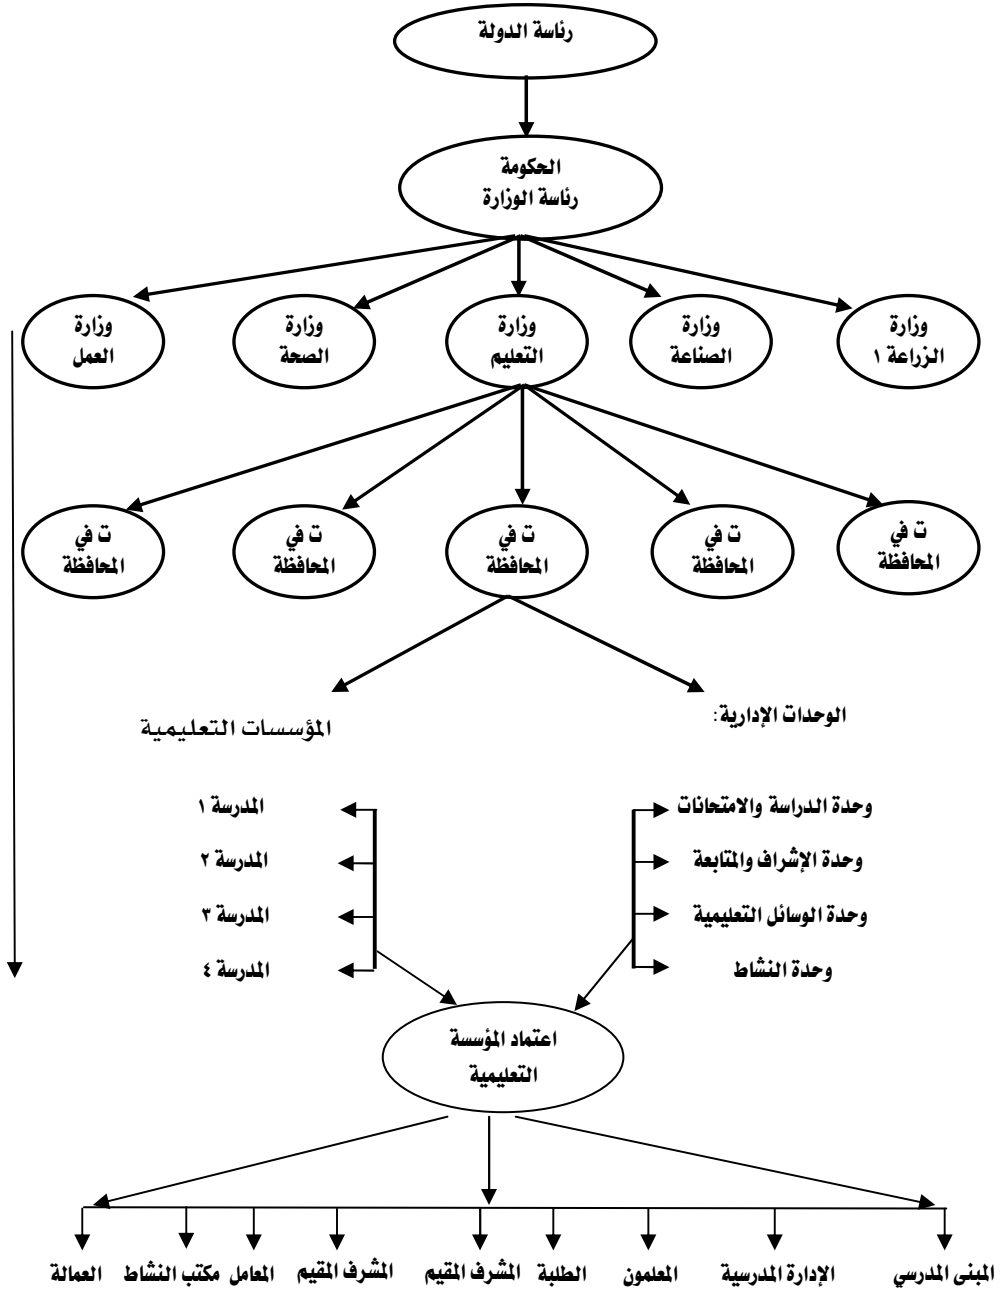 رئاسة الدولة
الحكومة
رئاسة الوزارة
وزارة
الزراعة ١
وزارة
الصناعة
وزارة
التعليم
وزارة
الصحة
وزارة
العمل
ت في
المحافظة
ت في
المحافظة
ت في
المحافظة
ت في
المحافظة
ت في
المحافظة
الوحدات الإدارية:
المؤسسات التعليمية
وحدة الدراسة والامتحانات
المدرسة ١
وحدة الإشراف والمتابعة
المدرسة ٢
وحدة الوسائل التعليمية
المدرسة ٣
وحدة النشاط
المدرسة ٤
اعتماد المؤسسة
التعليمية
المبنى المدرسي
الإدارة المدرسية
المعلمون
الطلبة
المشرف المقيم
المشرف المقيم
المعامل
مكتب النشاط
العمالة